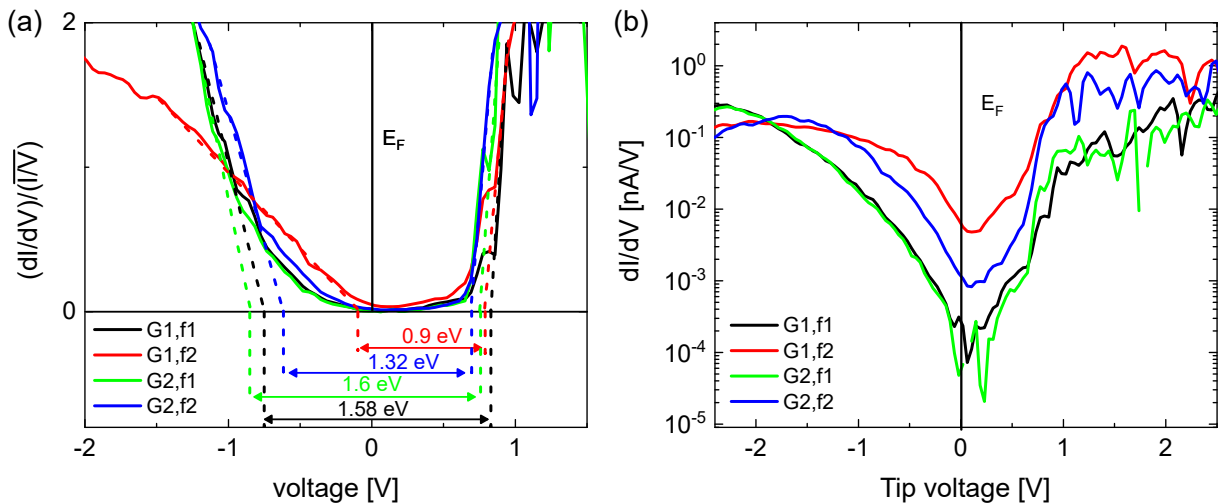 (a)
2
1
0
(dI/dV)/(I/V)
E_F
0.9 eV
1.32 eV
1.6 eV
1.58 eV
G1,f1
G1,f2
G2,f1
G2,f2
-2 -1 0 1
voltage [V]
(b)
10^0
10^-1
10^-2
10^-3
10^-4
10^-5
dI/dV [nA/V]
E_F
G1,f1
G1,f2
G2,f1
G2,f2
-2 -1 0 1 2
Tip voltage [V]